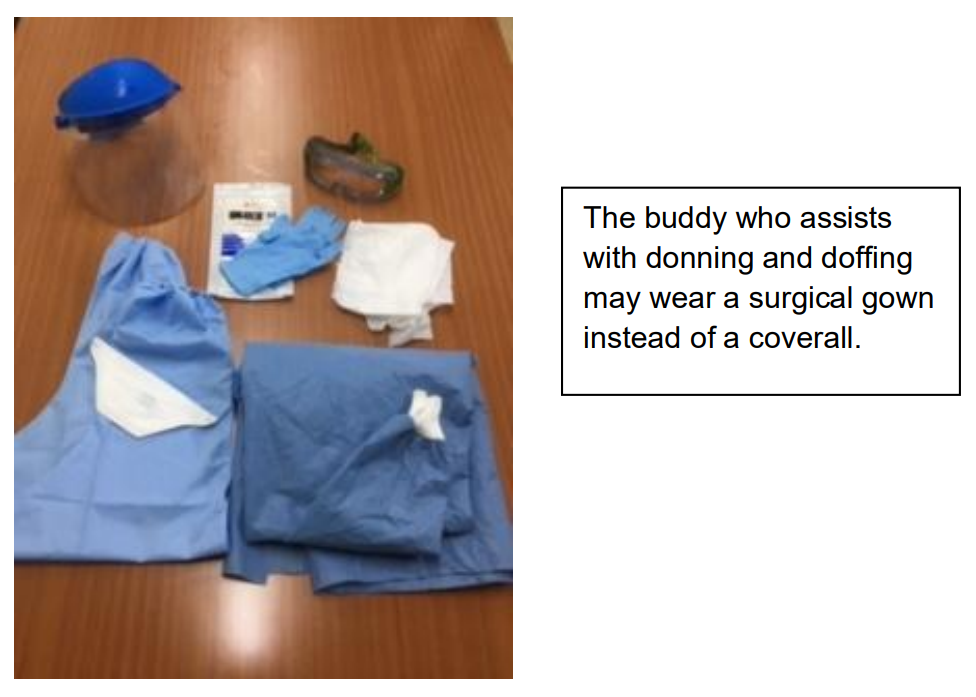 The buddy who assists
with donning and doffing
may wear a surgical gown
instead of a coverall.